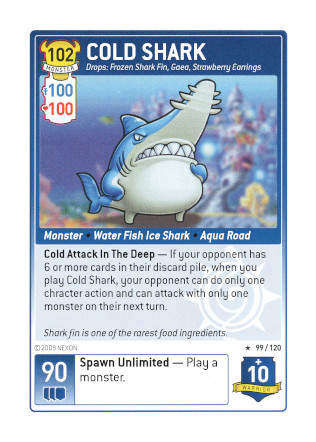 102
MONSTER
COLD SHARK
Drops: Frozen Shark Fin, Gaea, Strawberry Earrings
100
100
Monster • Water Fish Ice Shark • Aqua Road
Cold Attack In The Deep — If your opponent has
6 or more cards in their discard pile, when you
play Cold Shark, your opponent can do only one
chracter action and can attack with only one
monster on their next turn.
Shark fin is one of the rarest food ingredients.
©2009 NEXON.
★ 99/120
90
Spawn Unlimited — Play a
monster.
+
10
WARRIOR